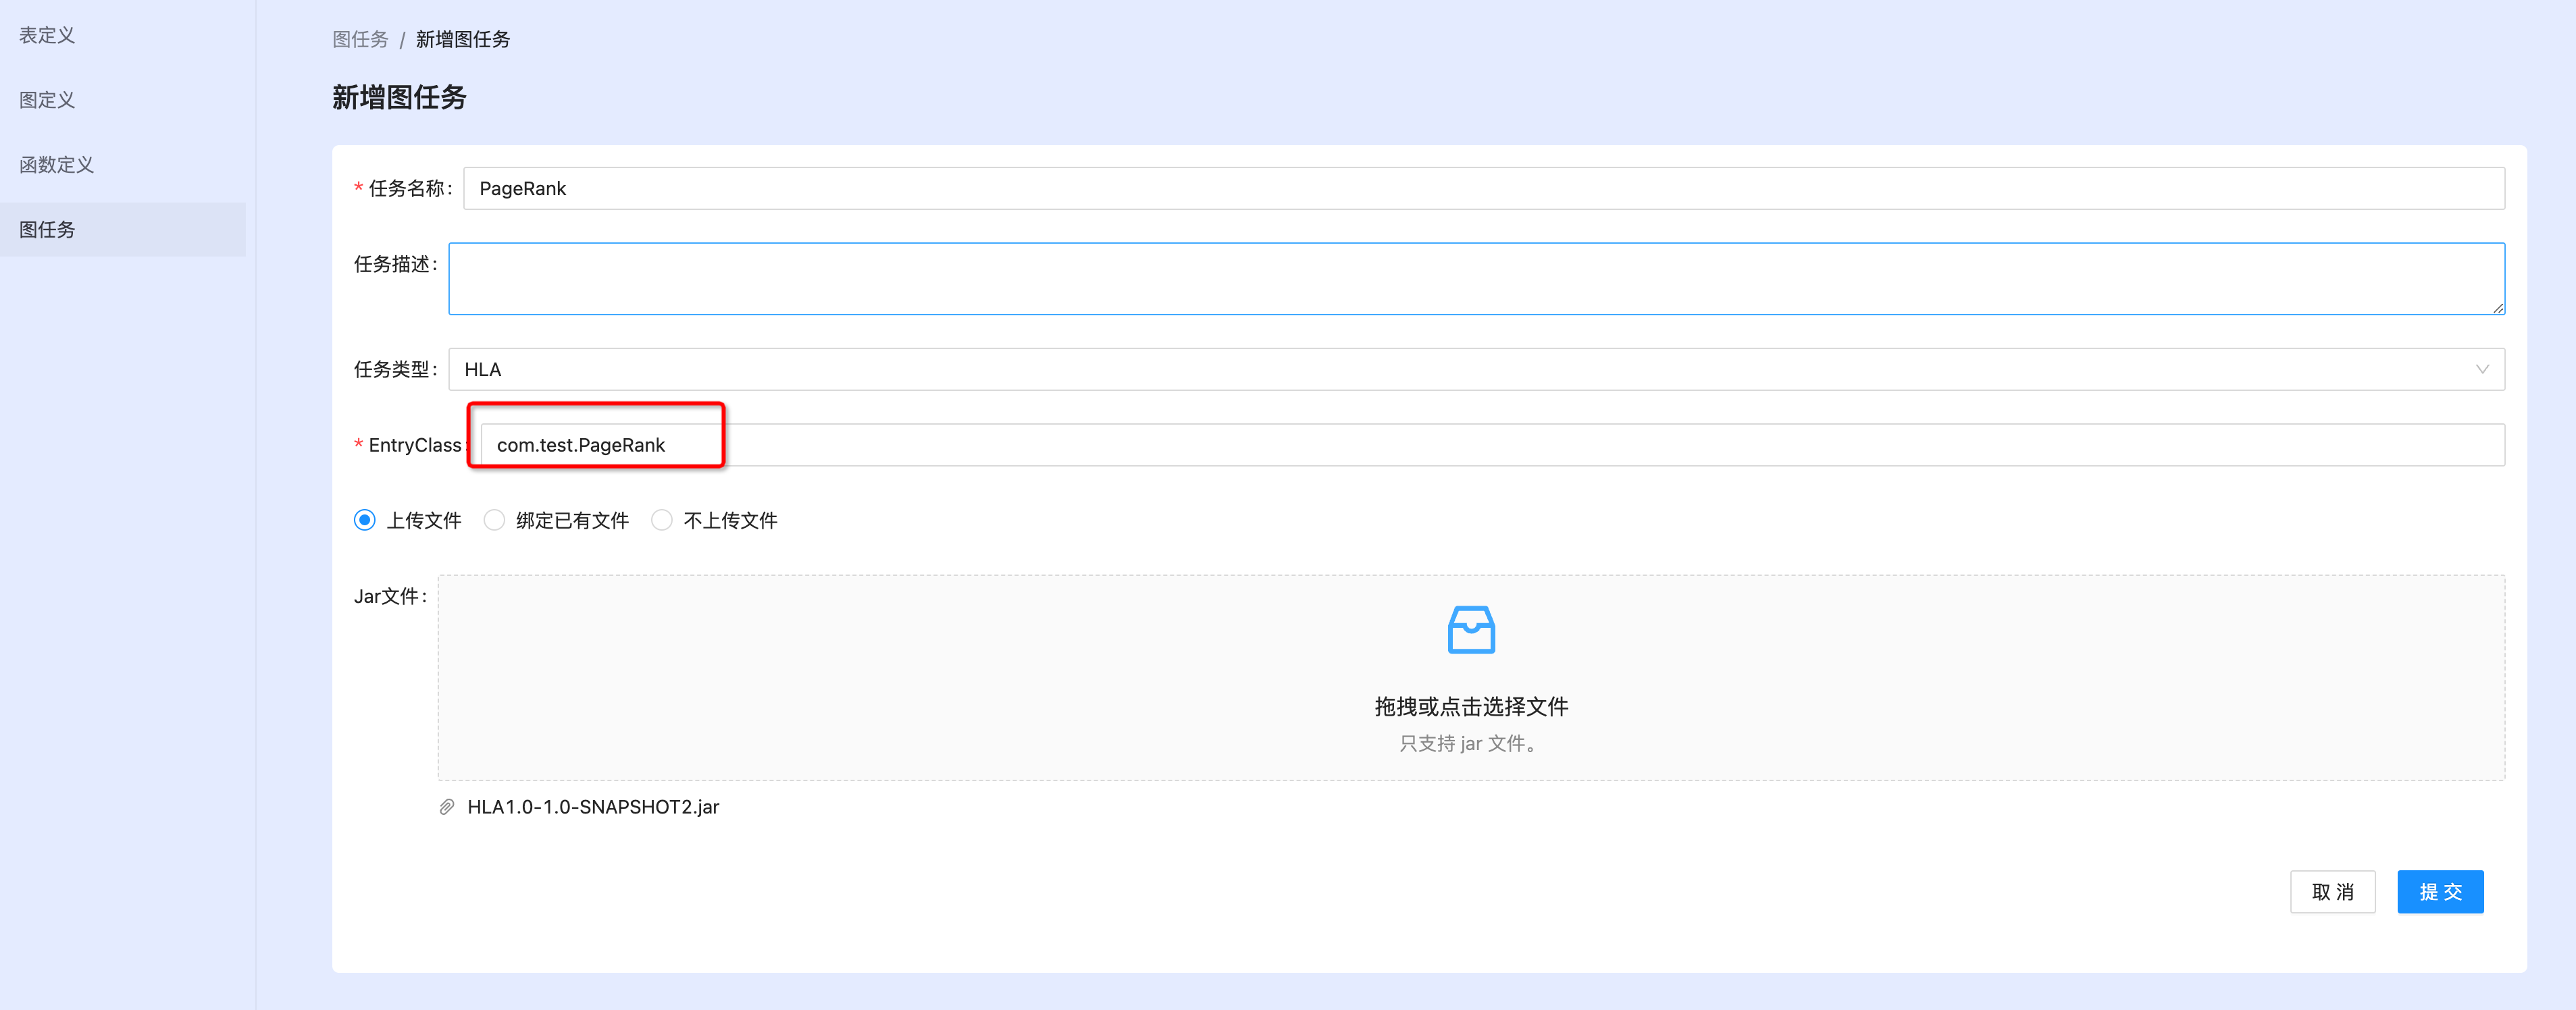 表定义
图定义
函数定义
图任务
图任务 / 新增图任务
新增图任务
* 任务名称: PageRank
任务描述:
任务类型: HLA
* EntryClass: com.test.PageRank
上传文件 绑定已有文件 不上传文件
Jar文件:
拖拽或点击选择文件
只支持 jar 文件。
HLA1.0-1.0-SNAPSHOT2.jar
取 消 提 交